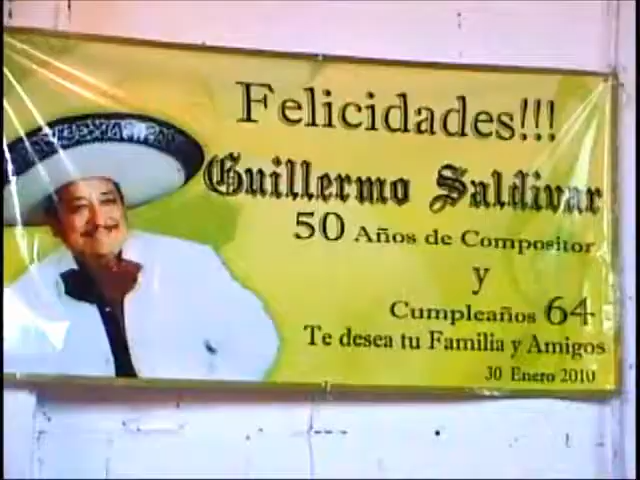 Felicidades!!!
Guillermo Saldivar
50 Años de Compositor
y
Cumpleaños 64
Te desea tu Familia y Amigos
30 Enero 2010